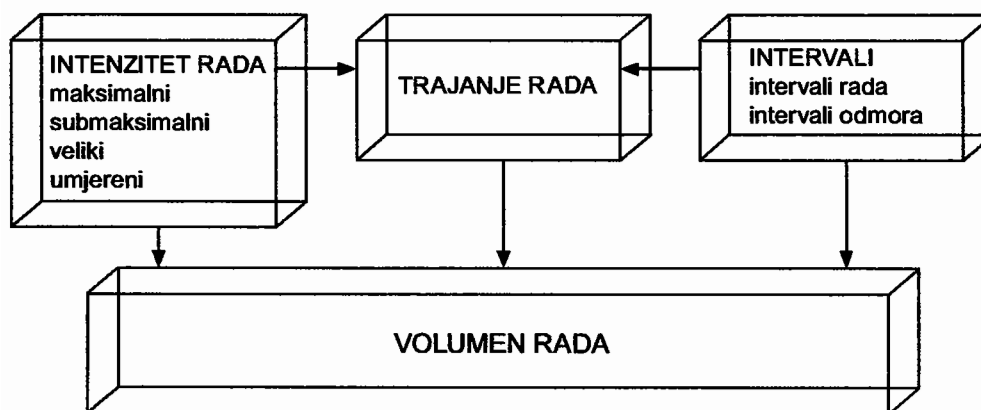 INTENZITET RADA
maksimalni
submaksimalni
veliki
umjereni
TRAJANJE RADA
INTERVALI
intervali rada
intervali odmora
VOLUMEN RADA